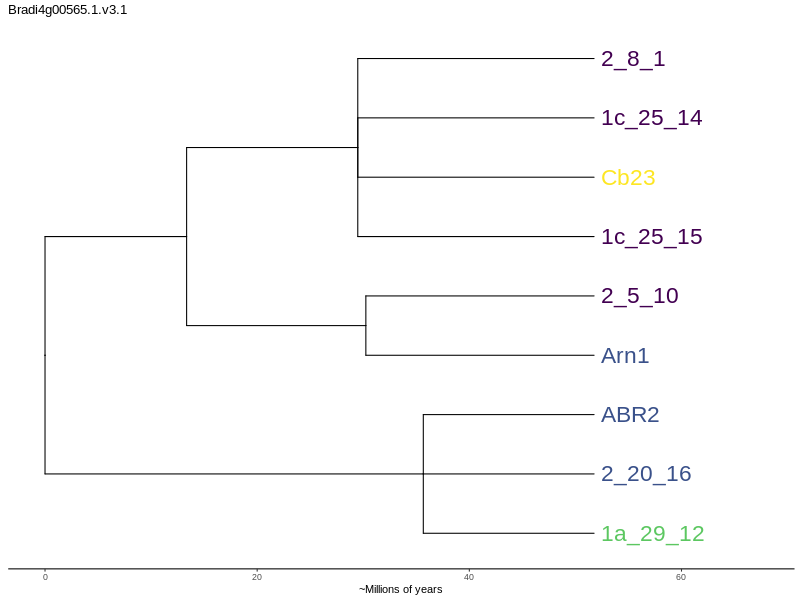 Bradi4g00565.1.v3.1
2_8_1
1c_25_14
Cb23
1c_25_15
2_5_10
Arn1
ABR2
2_20_16
1a_29_12
0 20 40 60
~Millions of years